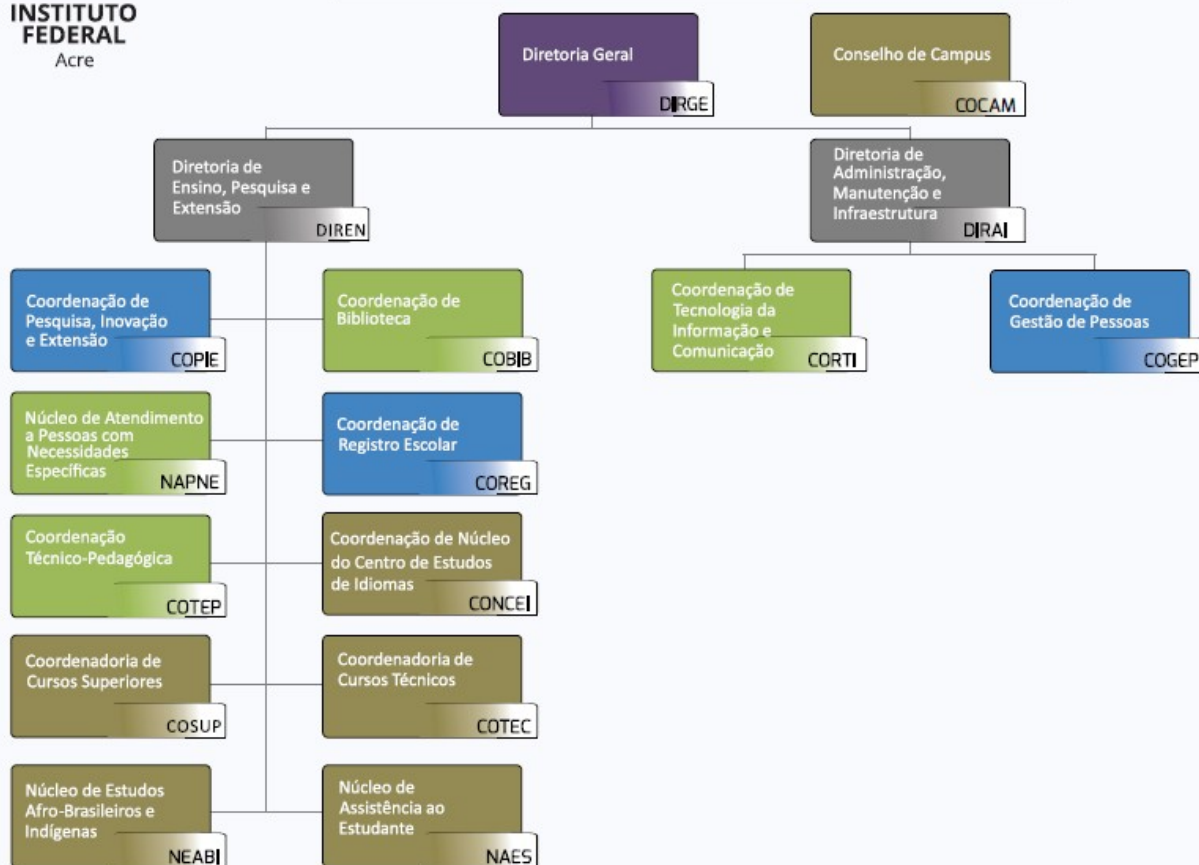 INSTITUTO
FEDERAL
Acre
Diretoria Geral
DIRGE
Conselho de Campus
COCAM
Diretoria de
Ensino, Pesquisa e
Extensão
DIREN
Diretoria de
Administração,
Manutenção e
Infraestrutura
DIRAI
Coordenação de
Pesquisa, Inovação
e Extensão
COPIE
Coordenação de
Biblioteca
COBIB
Coordenação de
Tecnologia da
Informação e
Comunicação
CORTI
Coordenação de
Gestão de Pessoas
COGEP
Núcleo de Atendimento
a Pessoas com
Necessidades
Específicas
NAPNE
Coordenação de
Registro Escolar
COREG
Coordenação
Técnico-Pedagógica
COTEP
Coordenação de Núcleo
do Centro de Estudos
de Idiomas
CONCEI
Coordenadoria de
Cursos Superiores
COSUP
Coordenadoria de
Cursos Técnicos
COTEC
Núcleo de Estudos
Afro-Brasileiros e
Indígenas
NEABI
Núcleo de
Assistência ao
Estudante
NAES